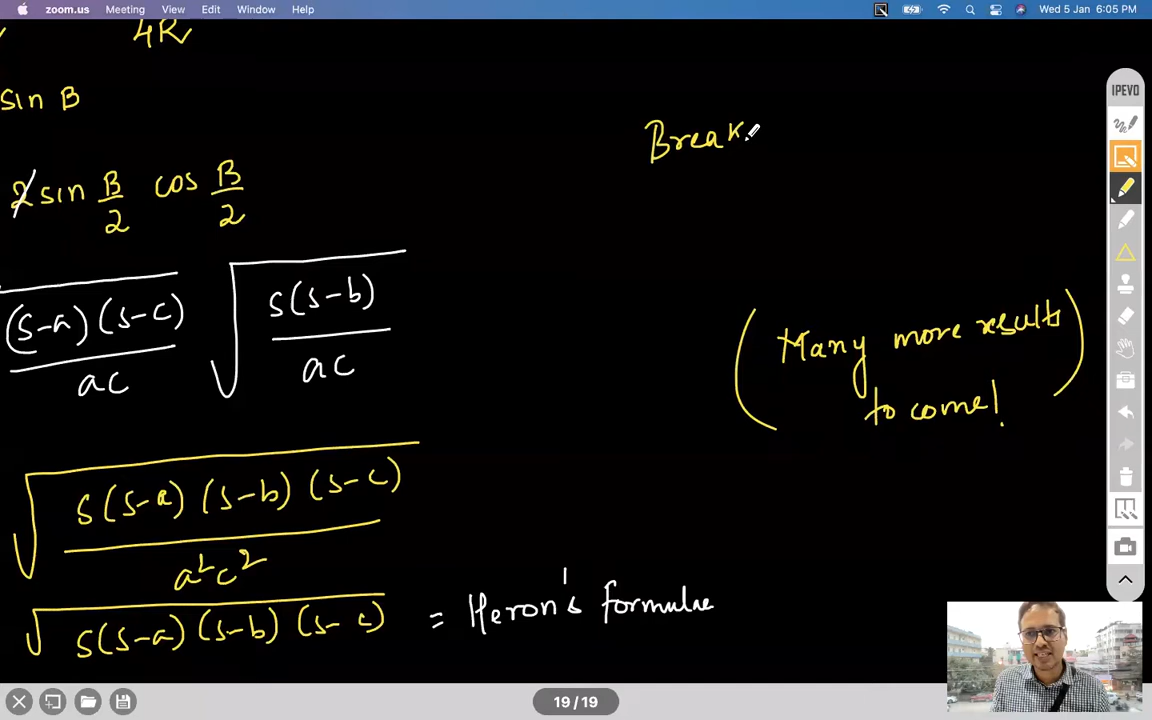 zoom.us Meeting View Edit Window Help Wed 5 Jan 6:05 PM
4R
IPEVO
sin B
Break
2 sin B/2 cos B/2
(s-a)(s-c)/ac √s(s-b)/ac
(Many more results
to come!)
√s(s-a)(s-b)(s-c)/a²c²
√s(s-a)(s-b)(s-c) = Heron's formulae
19/19